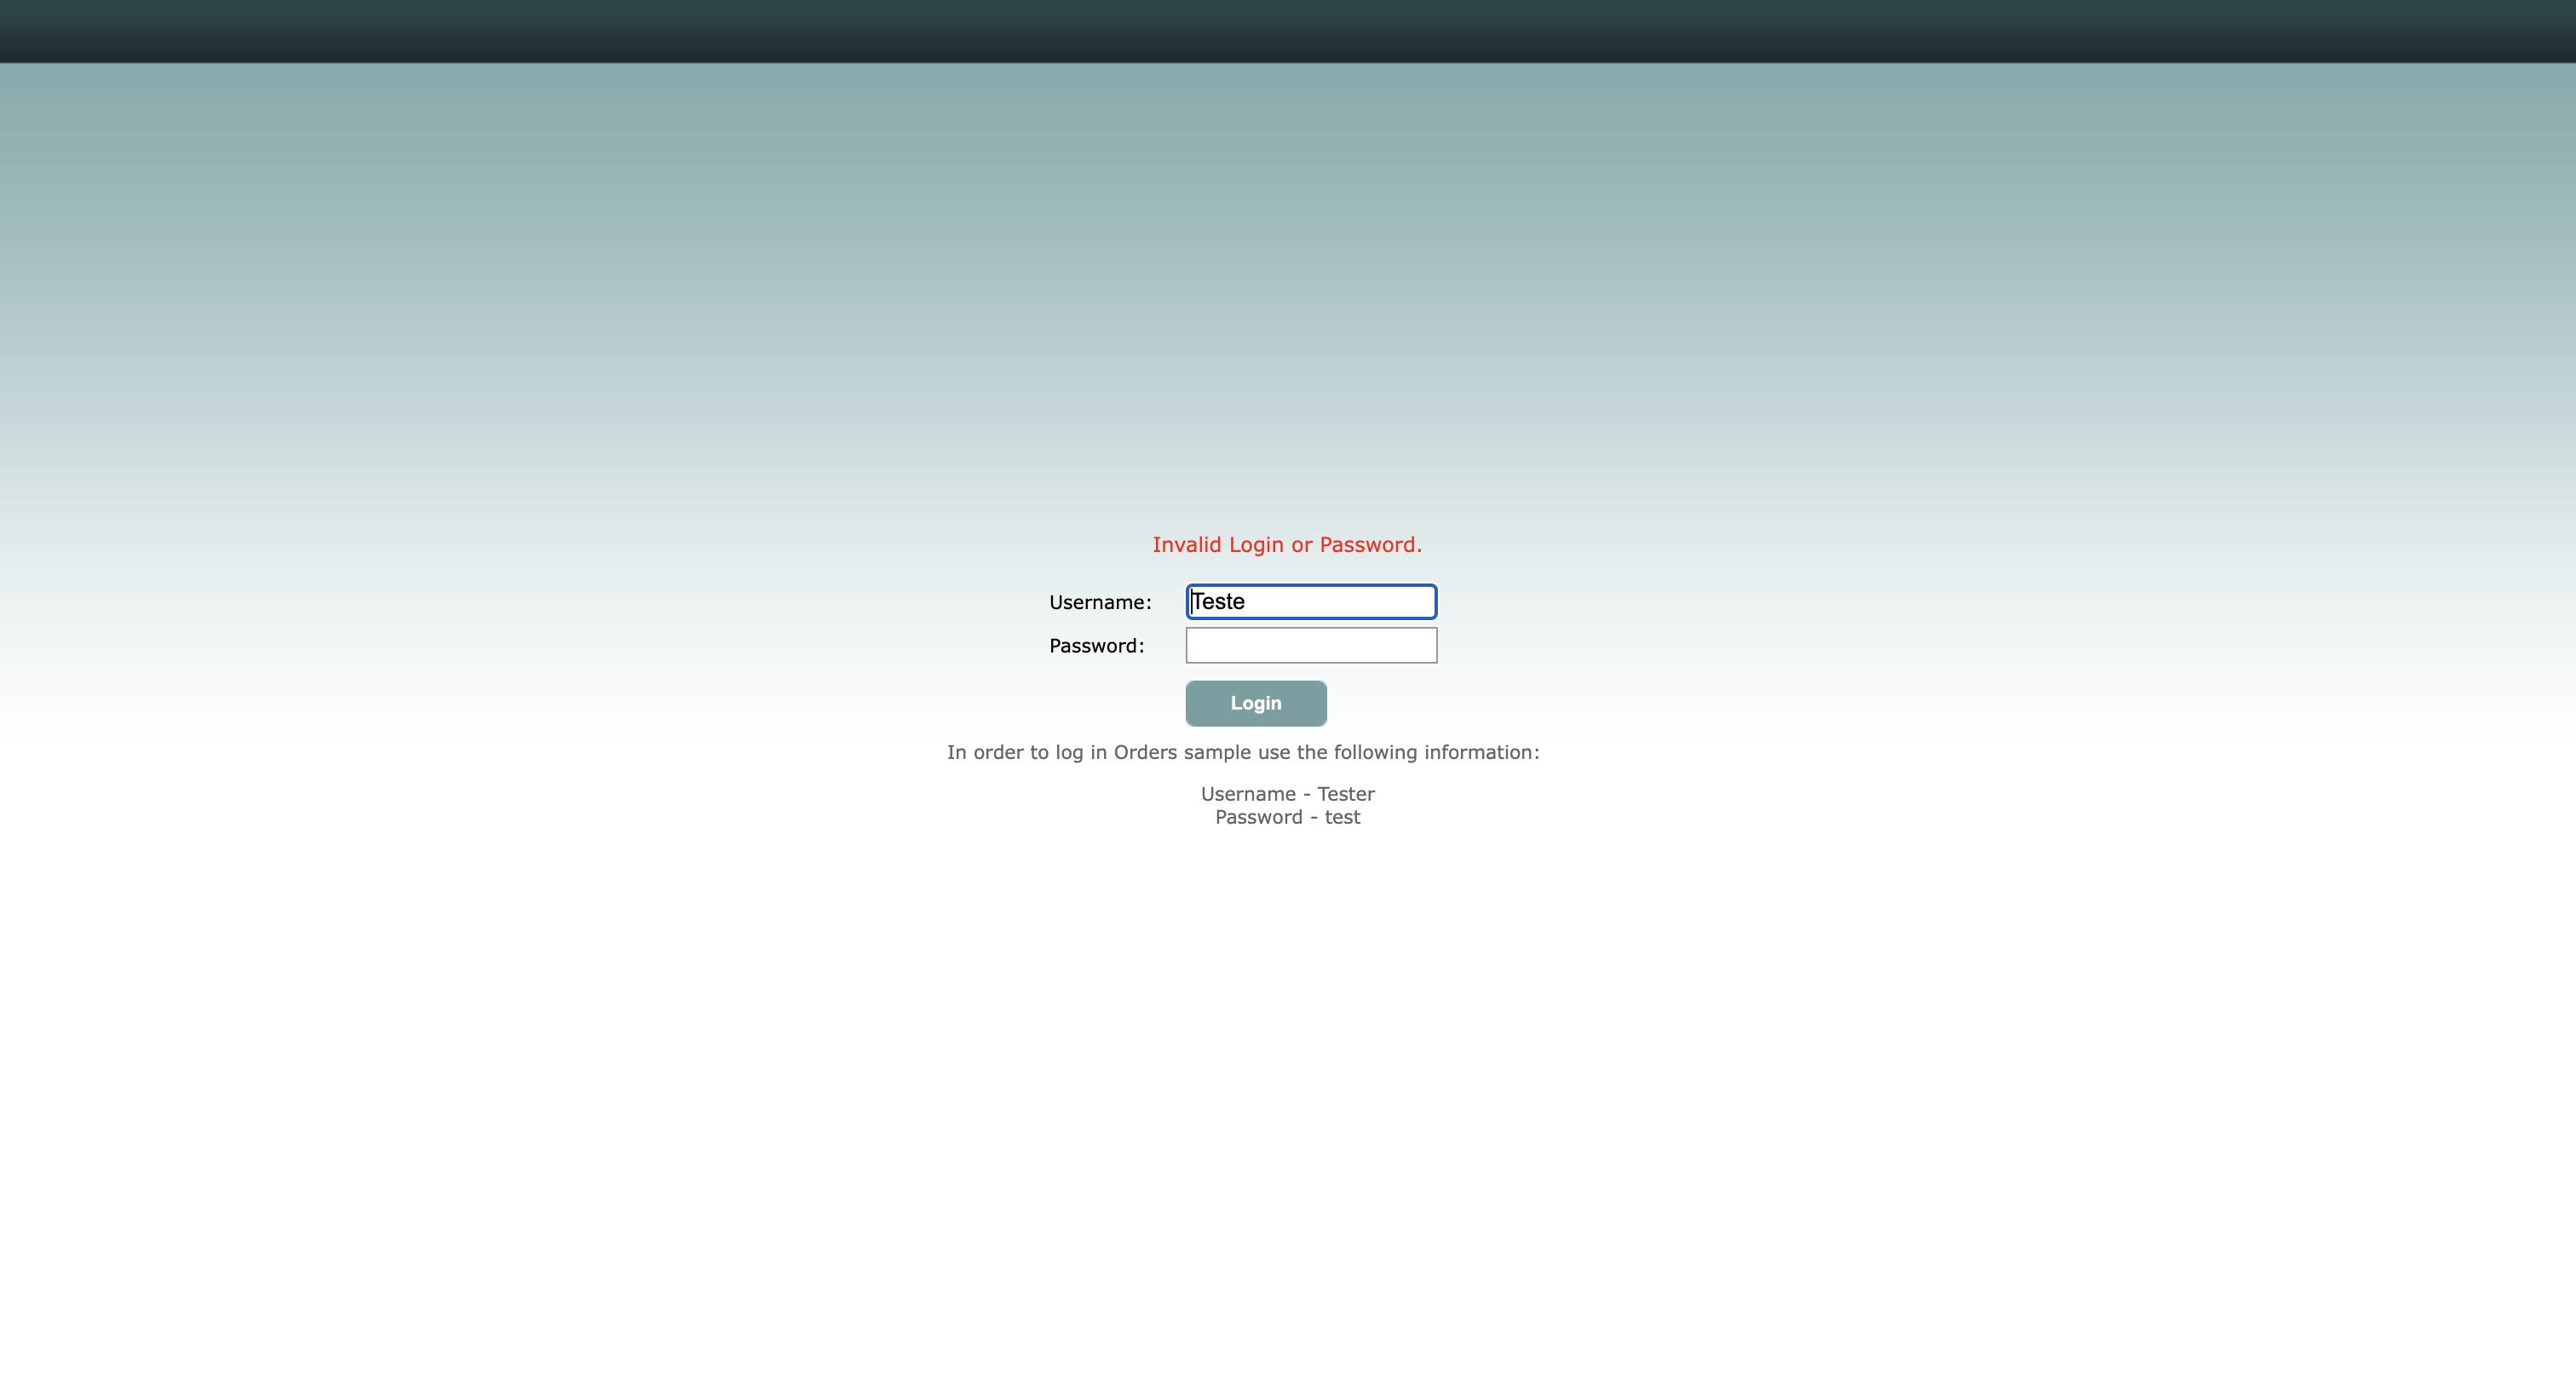 Invalid Login or Password.
Username: Teste
Password:
Login
In order to log in Orders sample use the following information:
Username - Tester
Password - test